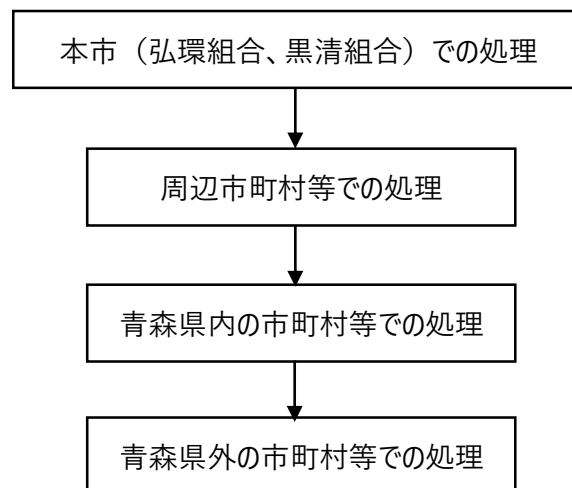 本市（弘環組合、黒清組合）での処理
周辺市町村等での処理
青森県内の市町村等での処理
青森県外の市町村等での処理